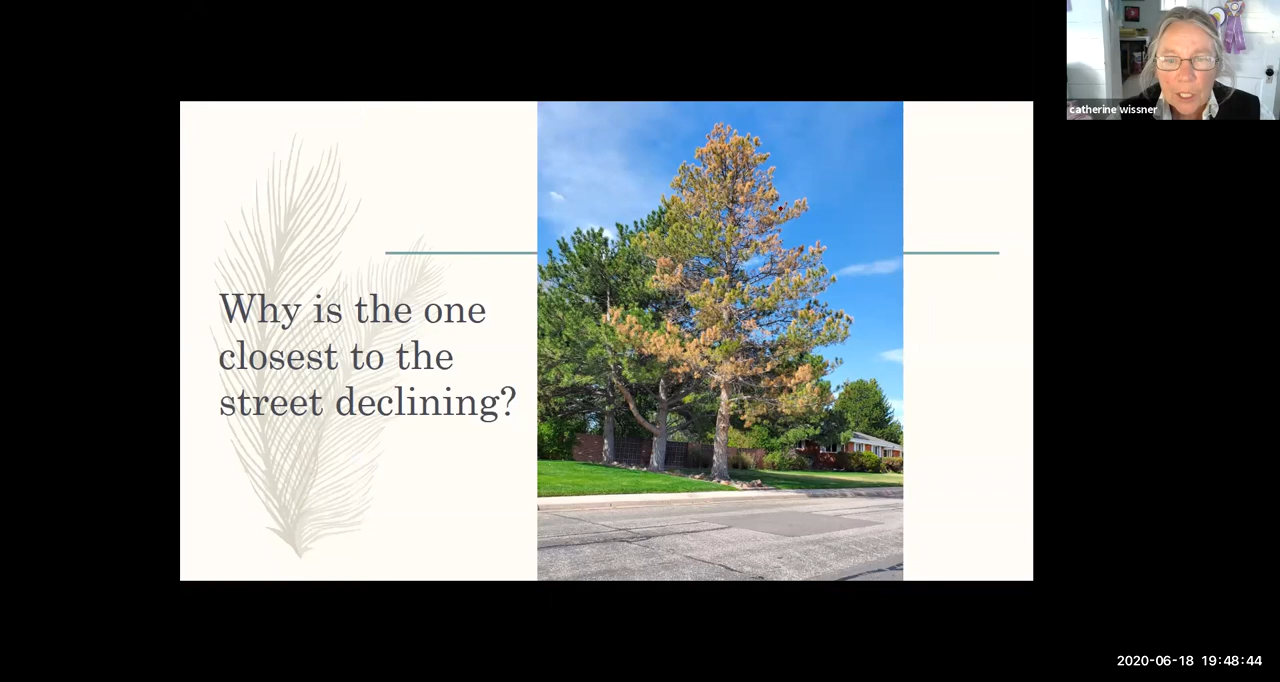 catherine wissner
Why is the one
closest to the
street declining?
2020-06-18 19:48:44